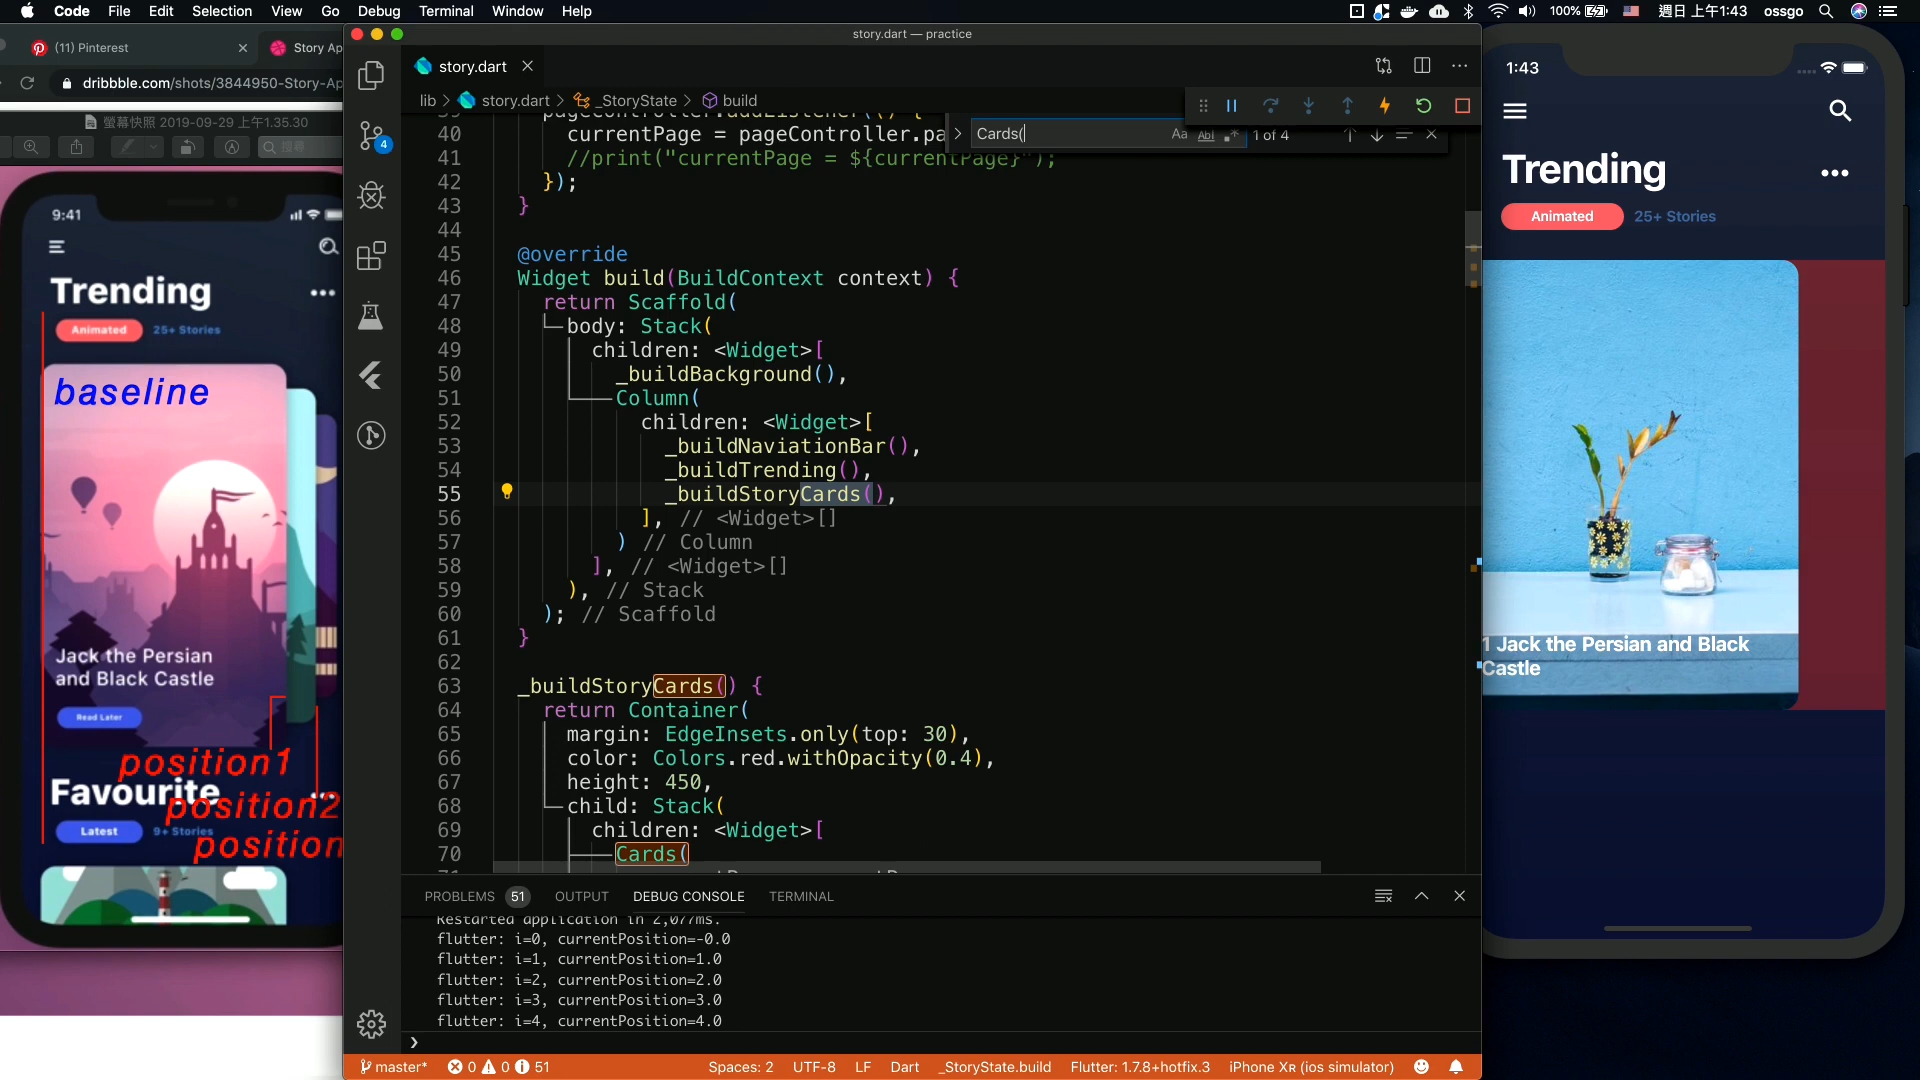 Code File Edit Selection View Go Debug Terminal Window Help
100% 週日 上午1:43 ossgo
(11) Pinterest
Story Ap
dribbble.com/shots/3844950-Story-Ap
螢幕快照 2019-09-29 上午1.35.30
搜尋
9:41
Trending
Animated 25+ Stories
baseline
Jack the Persian
and Black Castle
Read Later
position1
Favourite
position2
Latest 9+ Stories
position
story.dart — practice
story.dart
lib > story.dart > _StoryState > build
4
Cards(
Aa Abl 1 of 4
40 currentPage = pageController.pa
41 //print("currentPage = ${currentPage}");
42 });
43 }
44
45 @override
46 Widget build(BuildContext context) {
47 return Scaffold(
48 body: Stack(
49 children: <Widget>[
50 _buildBackground(),
51 Column(
52 children: <Widget>[
53 _buildNaviationBar(),
54 _buildTrending(),
55 _buildStoryCards(),
56 ], // <Widget>[]
57 ) // Column
58 ], // <Widget>[]
59 ), // Stack
60 ); // Scaffold
61 }
62
63 _buildStoryCards() {
64 return Container(
65 margin: EdgeInsets.only(top: 30),
66 color: Colors.red.withOpacity(0.4),
67 height: 450,
68 child: Stack(
69 children: <Widget>[
70 Cards(
PROBLEMS 51 OUTPUT DEBUG CONSOLE TERMINAL
Restarted application in 2,077ms.
flutter: i=0, currentPosition=-0.0
flutter: i=1, currentPosition=1.0
flutter: i=2, currentPosition=2.0
flutter: i=3, currentPosition=3.0
flutter: i=4, currentPosition=4.0
master* 0 0 51 Spaces: 2 UTF-8 LF Dart _StoryState.build Flutter: 1.7.8+hotfix.3 iPhone XR (ios simulator)
1:43
Trending
Animated 25+ Stories
1 Jack the Persian and Black
Castle